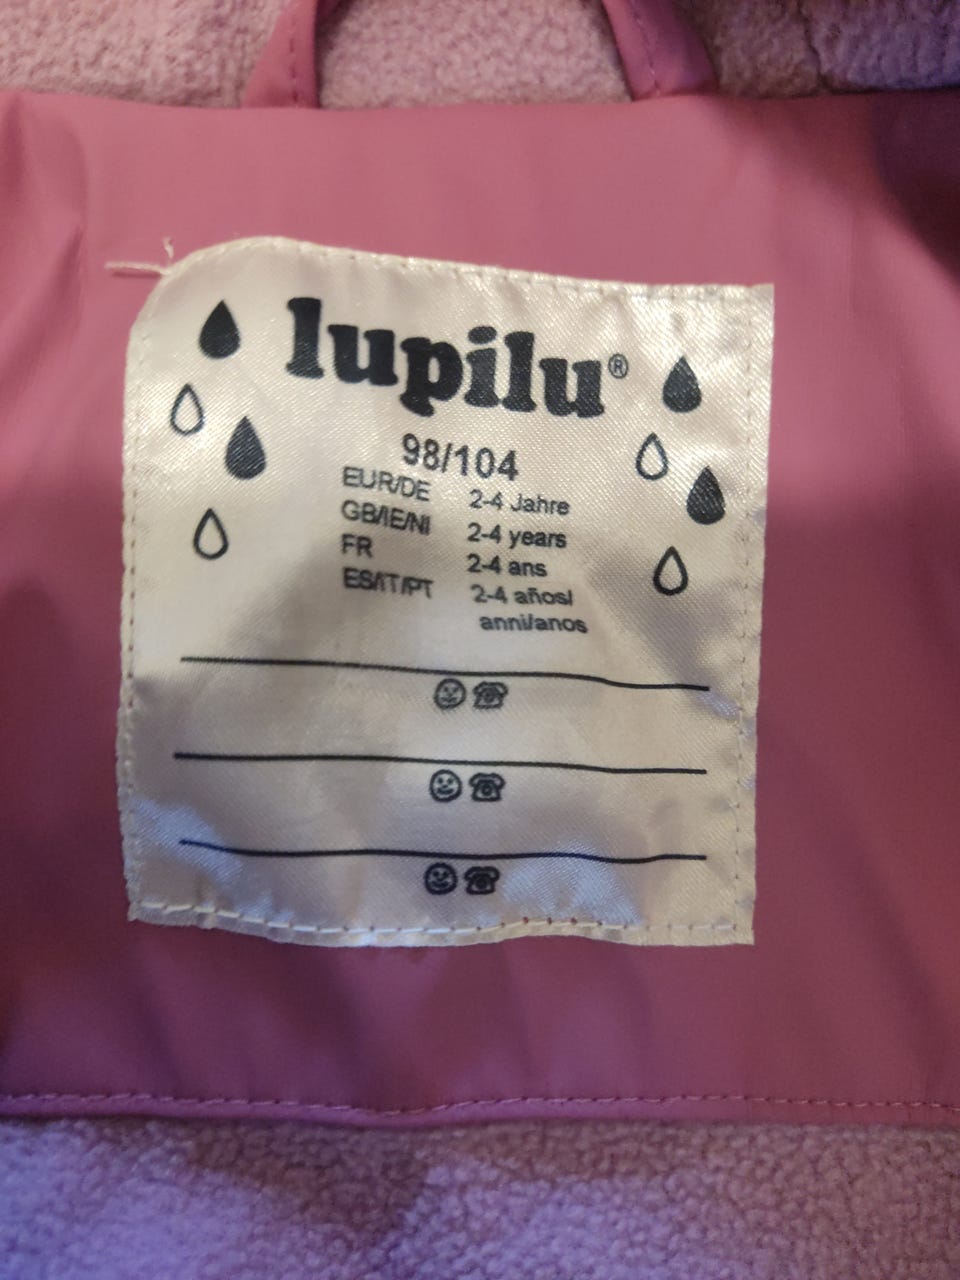 lupilu®
98/104
EUR/DE 2-4 Jahre
GB/IE/NI 2-4 years
FR 2-4 ans
ES/IT/PT 2-4 años/
anni/anos